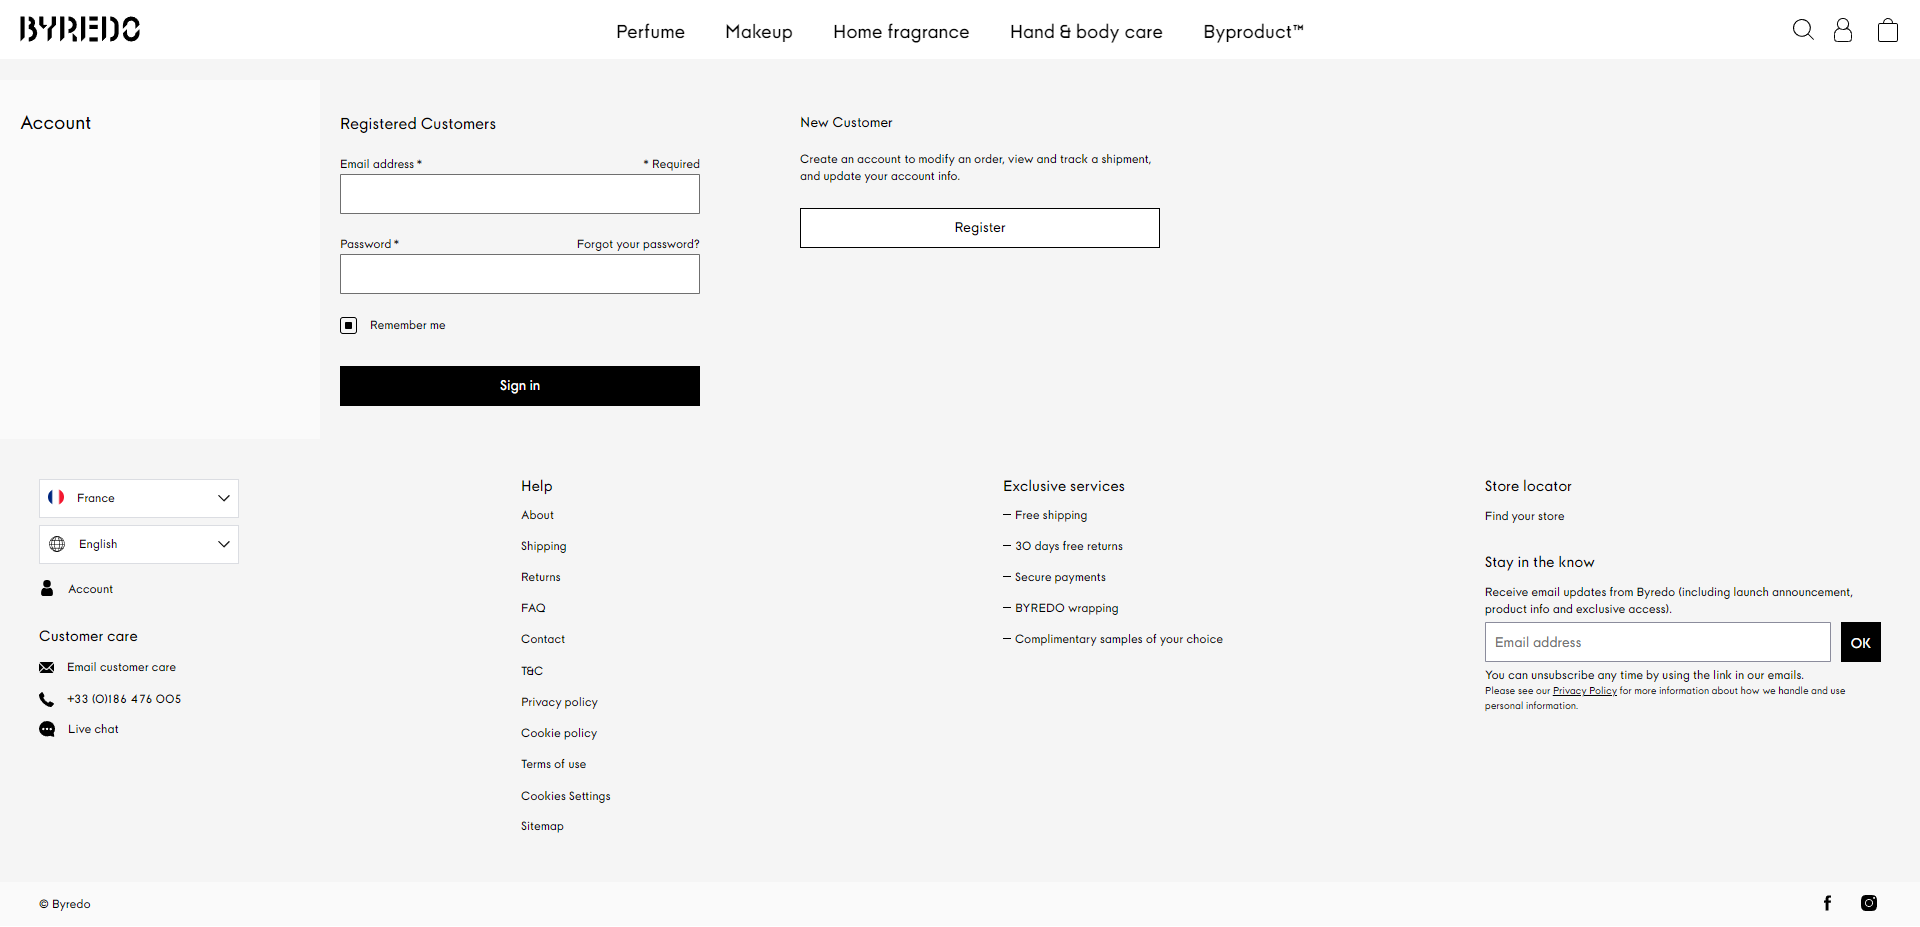 BYREDO
Perfume
Makeup
Home fragrance
Hand & body care
Byproduct™
Account
Registered Customers
Email address *
* Required
Password *
Forgot your password?
Remember me
Sign in
New Customer
Create an account to modify an order, view and track a shipment,
and update your account info.
Register
France
English
Account
Customer care
Email customer care
+33 (0)186 476 005
Live chat
Help
About
Shipping
Returns
FAQ
Contact
T&C
Privacy policy
Cookie policy
Terms of use
Cookies Settings
Sitemap
Exclusive services
– Free shipping
– 30 days free returns
– Secure payments
– BYREDO wrapping
– Complimentary samples of your choice
Store locator
Find your store
Stay in the know
Receive email updates from Byredo (including launch announcement,
product info and exclusive access).
Email address
OK
You can unsubscribe any time by using the link in our emails.
Please see our Privacy Policy for more information about how we handle and use
personal information.
© Byredo